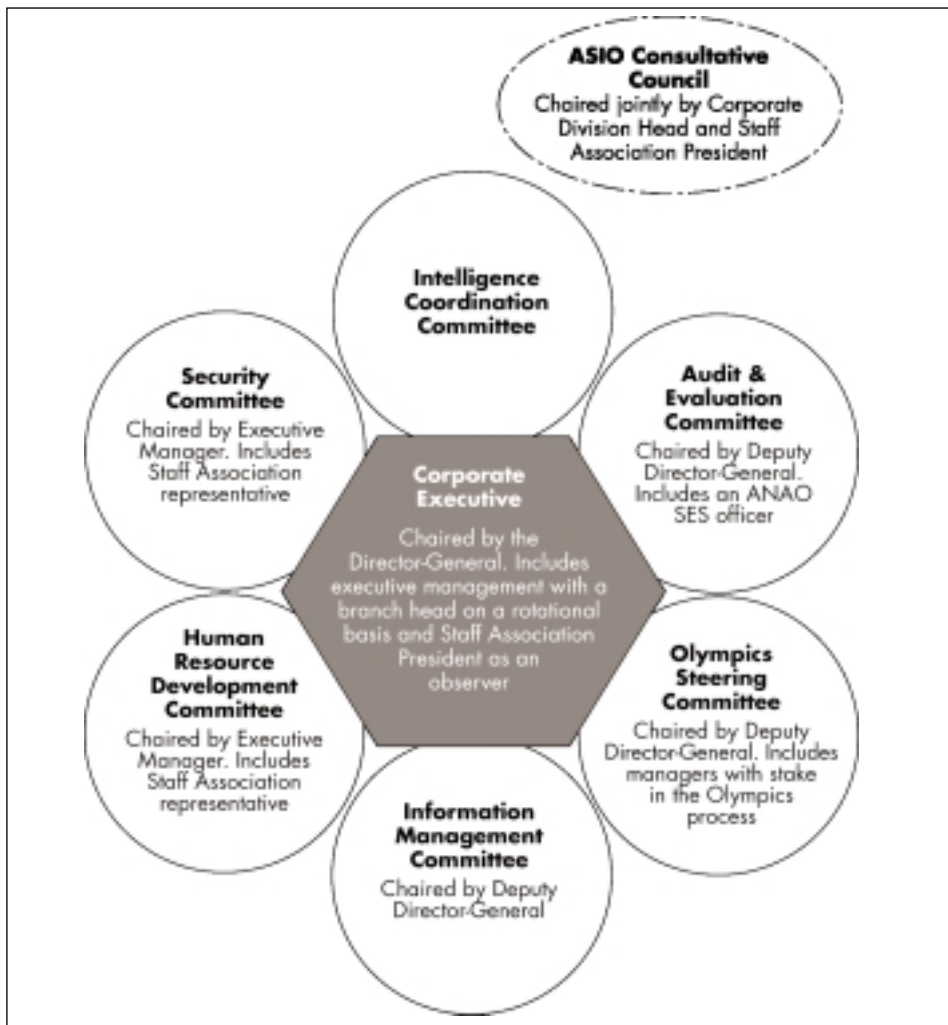 ASIO Consultative
Council
Chaired jointly by Corporate
Division Head and Staff
Association President
Intelligence
Coordination
Committee
Security
Committee
Chaired by Executive
Manager. Includes
Staff Association
representative
Audit &
Evaluation
Committee
Chaired by Deputy
Director-General.
Includes an ANAO
SES officer
Corporate
Executive
Chaired by the
Director-General. Includes
executive management with a
branch head on a rotational
basis and Staff Association
President as an
observer
Human
Resource
Development
Committee
Chaired by Executive
Manager. Includes
Staff Association
representative
Olympics
Steering
Committee
Chaired by Deputy
Director-General. Includes
managers with stake
in the Olympics
process
Information
Management
Committee
Chaired by Deputy
Director-General